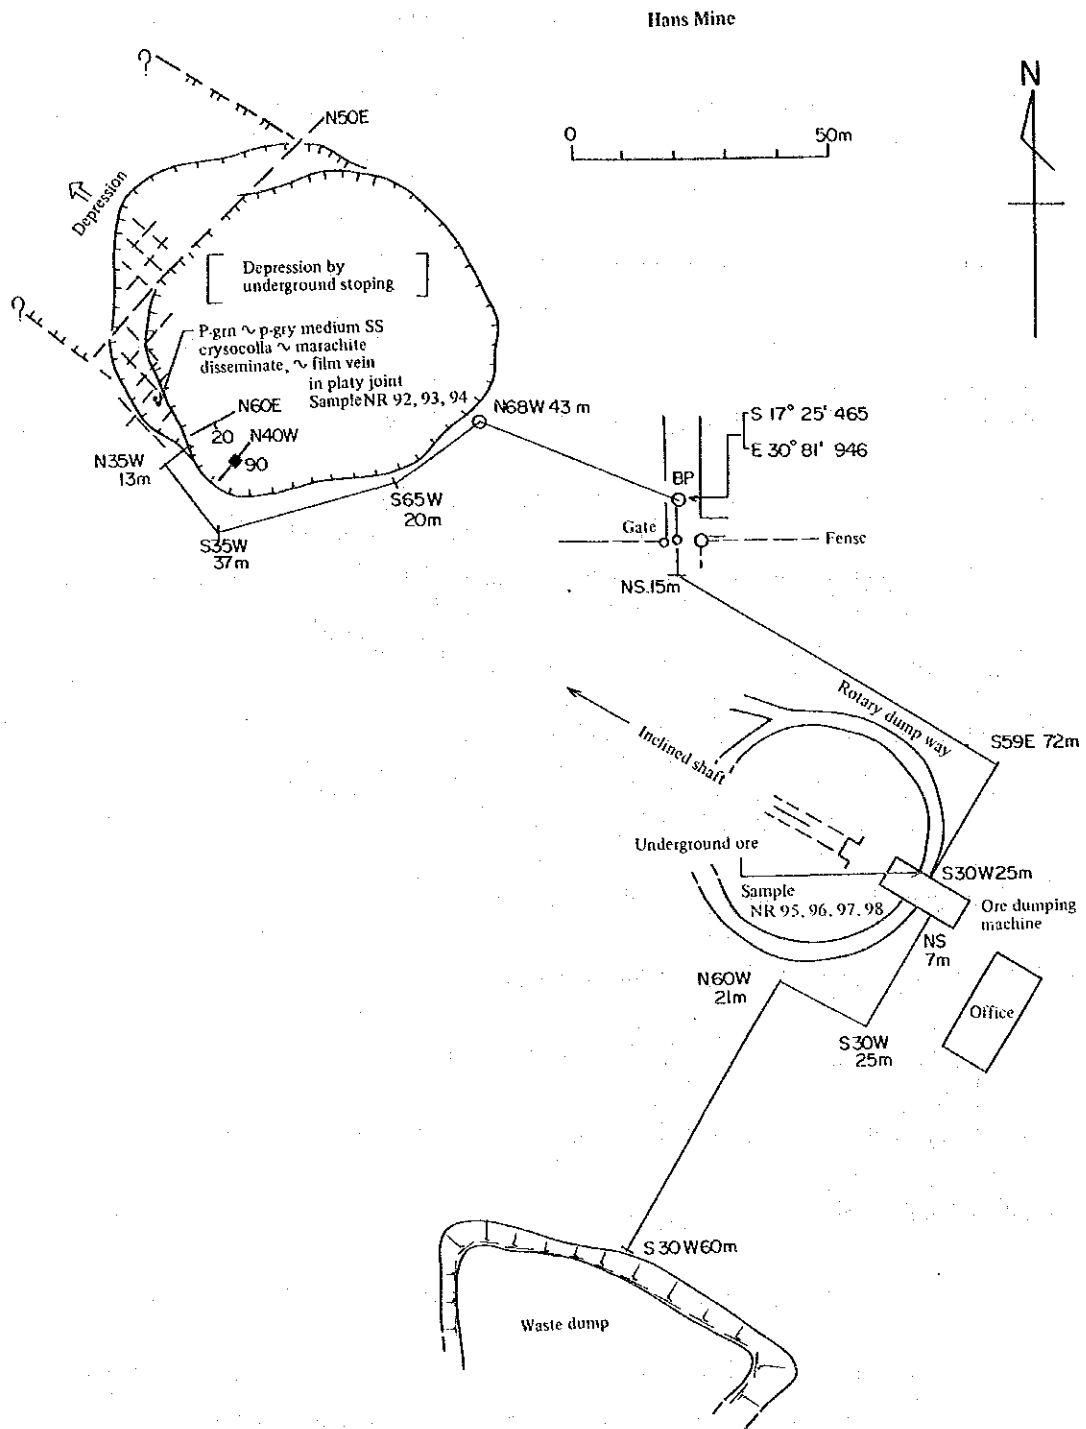 Hans Mine
N
0 50m
?
N50E
Depression
Depression by
underground stoping
?
P-grn ~ p-gry medium SS
crysocolla ~ marachite
disseminate, ~ film vein
in platy joint
Sample NR 92, 93, 94
N60E
20
N40W
90
N35W
13m
N68W 43 m
S65W
20m
S35W
37m
S 17° 25' 465
E 30° 81' 946
BP
Gate
Fense
NS.15m
Rotary dump way
S59E 72m
Inclined shaft
Underground ore
Sample
NR 95, 96, 97, 98
S30W25m
Ore dumping
machine
NS
7m
N60W
21m
Office
S30W
25m
S30W60m
Waste dump